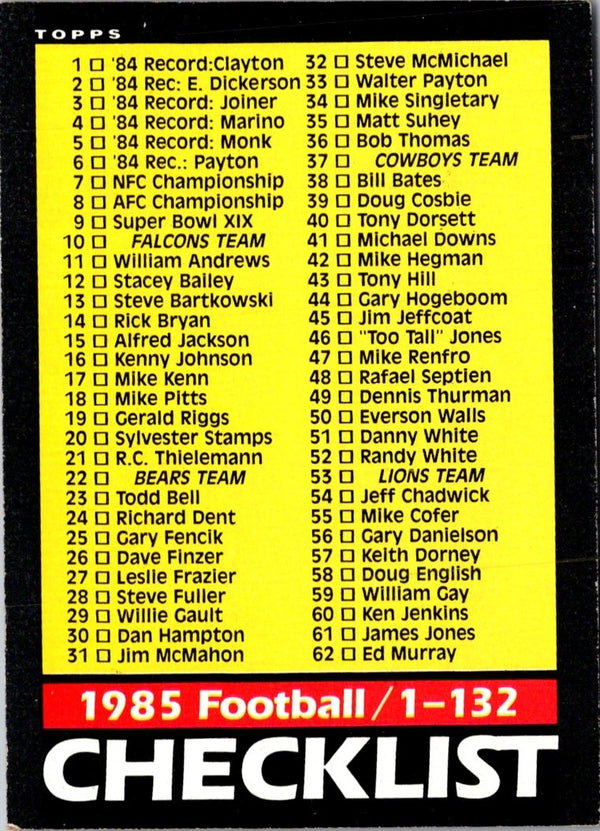 TOPPS
1 □ '84 Record:Clayton
2 □ '84 Rec: E. Dickerson
3 □ '84 Record: Joiner
4 □ '84 Record: Marino
5 □ '84 Record: Monk
6 □ '84 Rec.: Payton
7 □ NFC Championship
8 □ AFC Championship
9 □ Super Bowl XIX
10 □ FALCONS TEAM
11 □ William Andrews
12 □ Stacey Bailey
13 □ Steve Bartkowski
14 □ Rick Bryan
15 □ Alfred Jackson
16 □ Kenny Johnson
17 □ Mike Kenn
18 □ Mike Pitts
19 □ Gerald Riggs
20 □ Sylvester Stamps
21 □ R.C. Thielemann
22 □ BEARS TEAM
23 □ Todd Bell
24 □ Richard Dent
25 □ Gary Fencik
26 □ Dave Finzer
27 □ Leslie Frazier
28 □ Steve Fuller
29 □ Willie Gault
30 □ Dan Hampton
31 □ Jim McMahon
32 □ Steve McMichael
33 □ Walter Payton
34 □ Mike Singletary
35 □ Matt Suhey
36 □ Bob Thomas
37 □ COWBOYS TEAM
38 □ Bill Bates
39 □ Doug Cosbie
40 □ Tony Dorsett
41 □ Michael Downs
42 □ Mike Hegman
43 □ Tony Hill
44 □ Gary Hogeboom
45 □ Jim Jeffcoat
46 □ "Too Tall" Jones
47 □ Mike Renfro
48 □ Rafael Septien
49 □ Dennis Thurman
50 □ Everson Walls
51 □ Danny White
52 □ Randy White
53 □ LIONS TEAM
54 □ Jeff Chadwick
55 □ Mike Cofer
56 □ Gary Danielson
57 □ Keith Dorney
58 □ Doug English
59 □ William Gay
60 □ Ken Jenkins
61 □ James Jones
62 □ Ed Murray
1985 Football/1–132
CHECKLIST